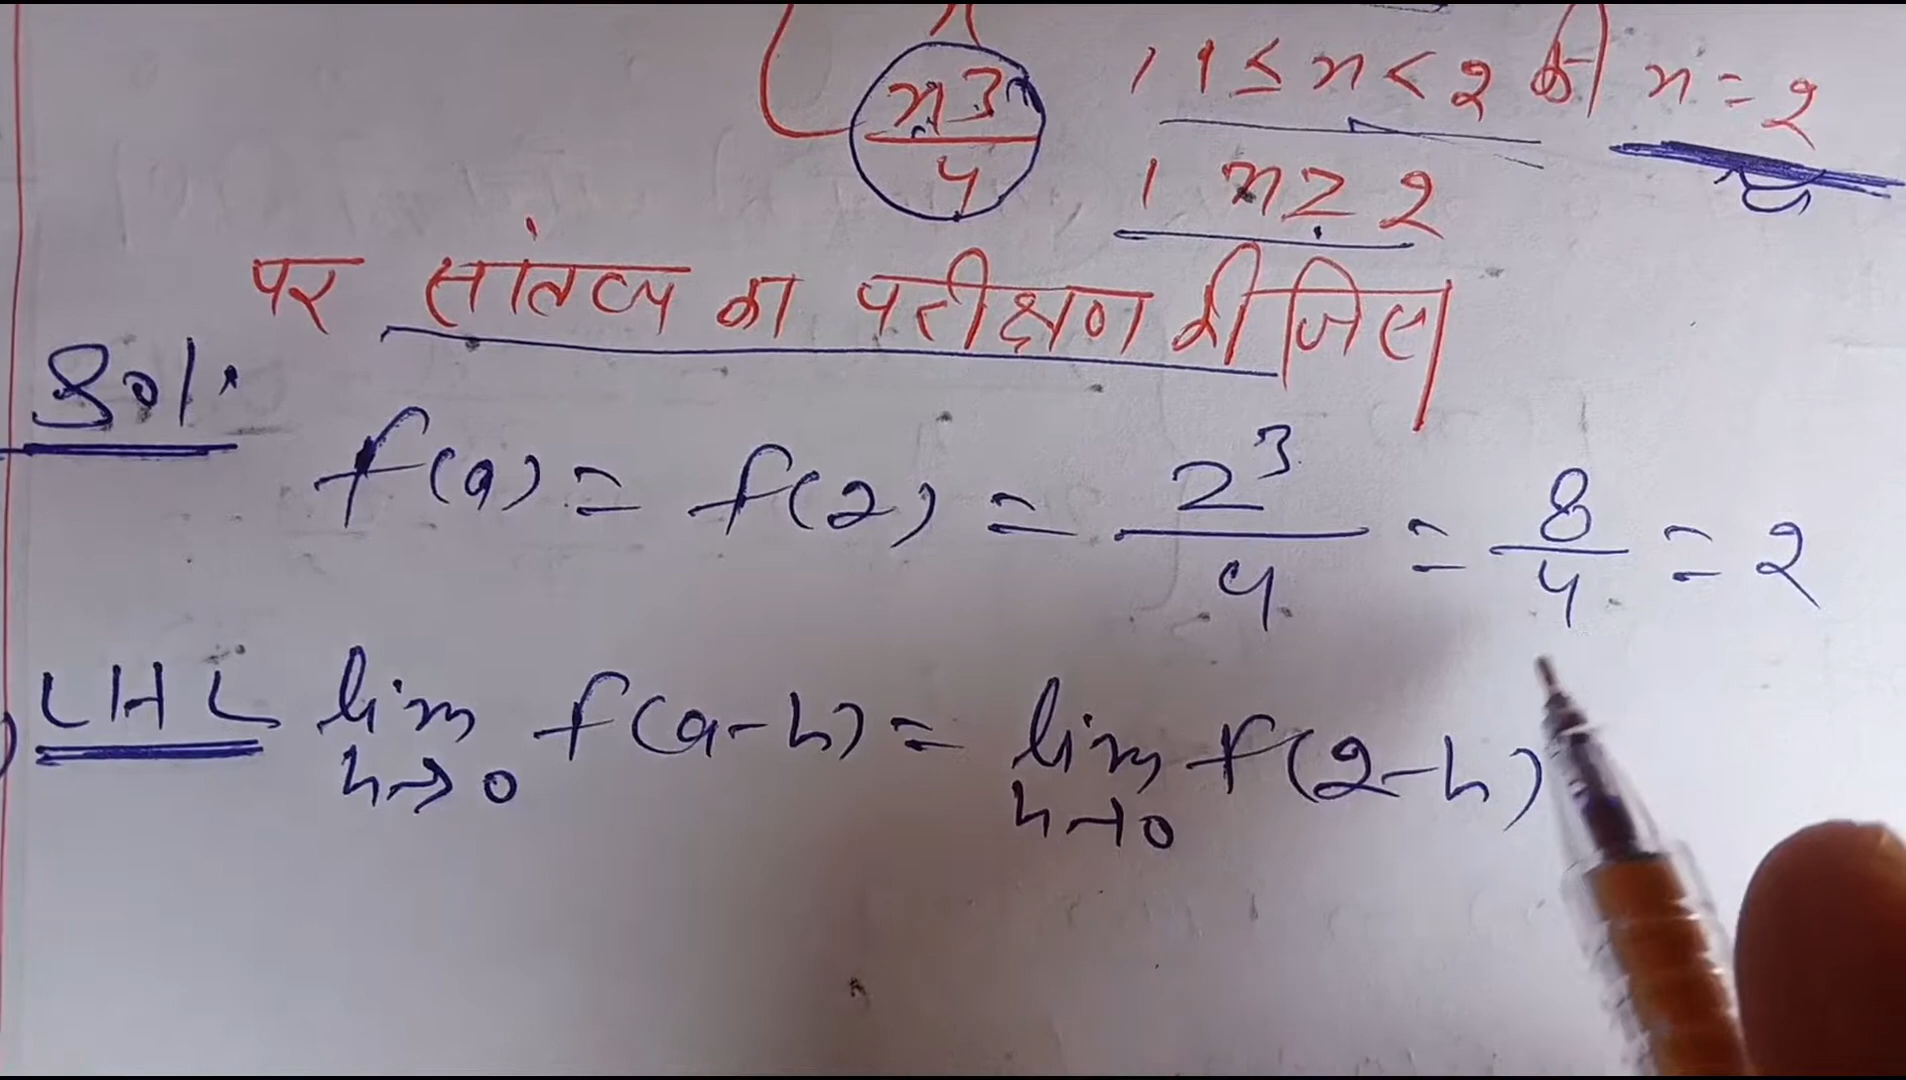 , 1 ≤ x < 2 की x = 2
x³/4 , x ≥ 2
पर सांतत्य का परीक्षण कीजिए
Sol.
f(a) = f(2) = 2³/4 = 8/4 = 2
LHL lim h→0 f(a-h) = lim h→0 f(2-h)